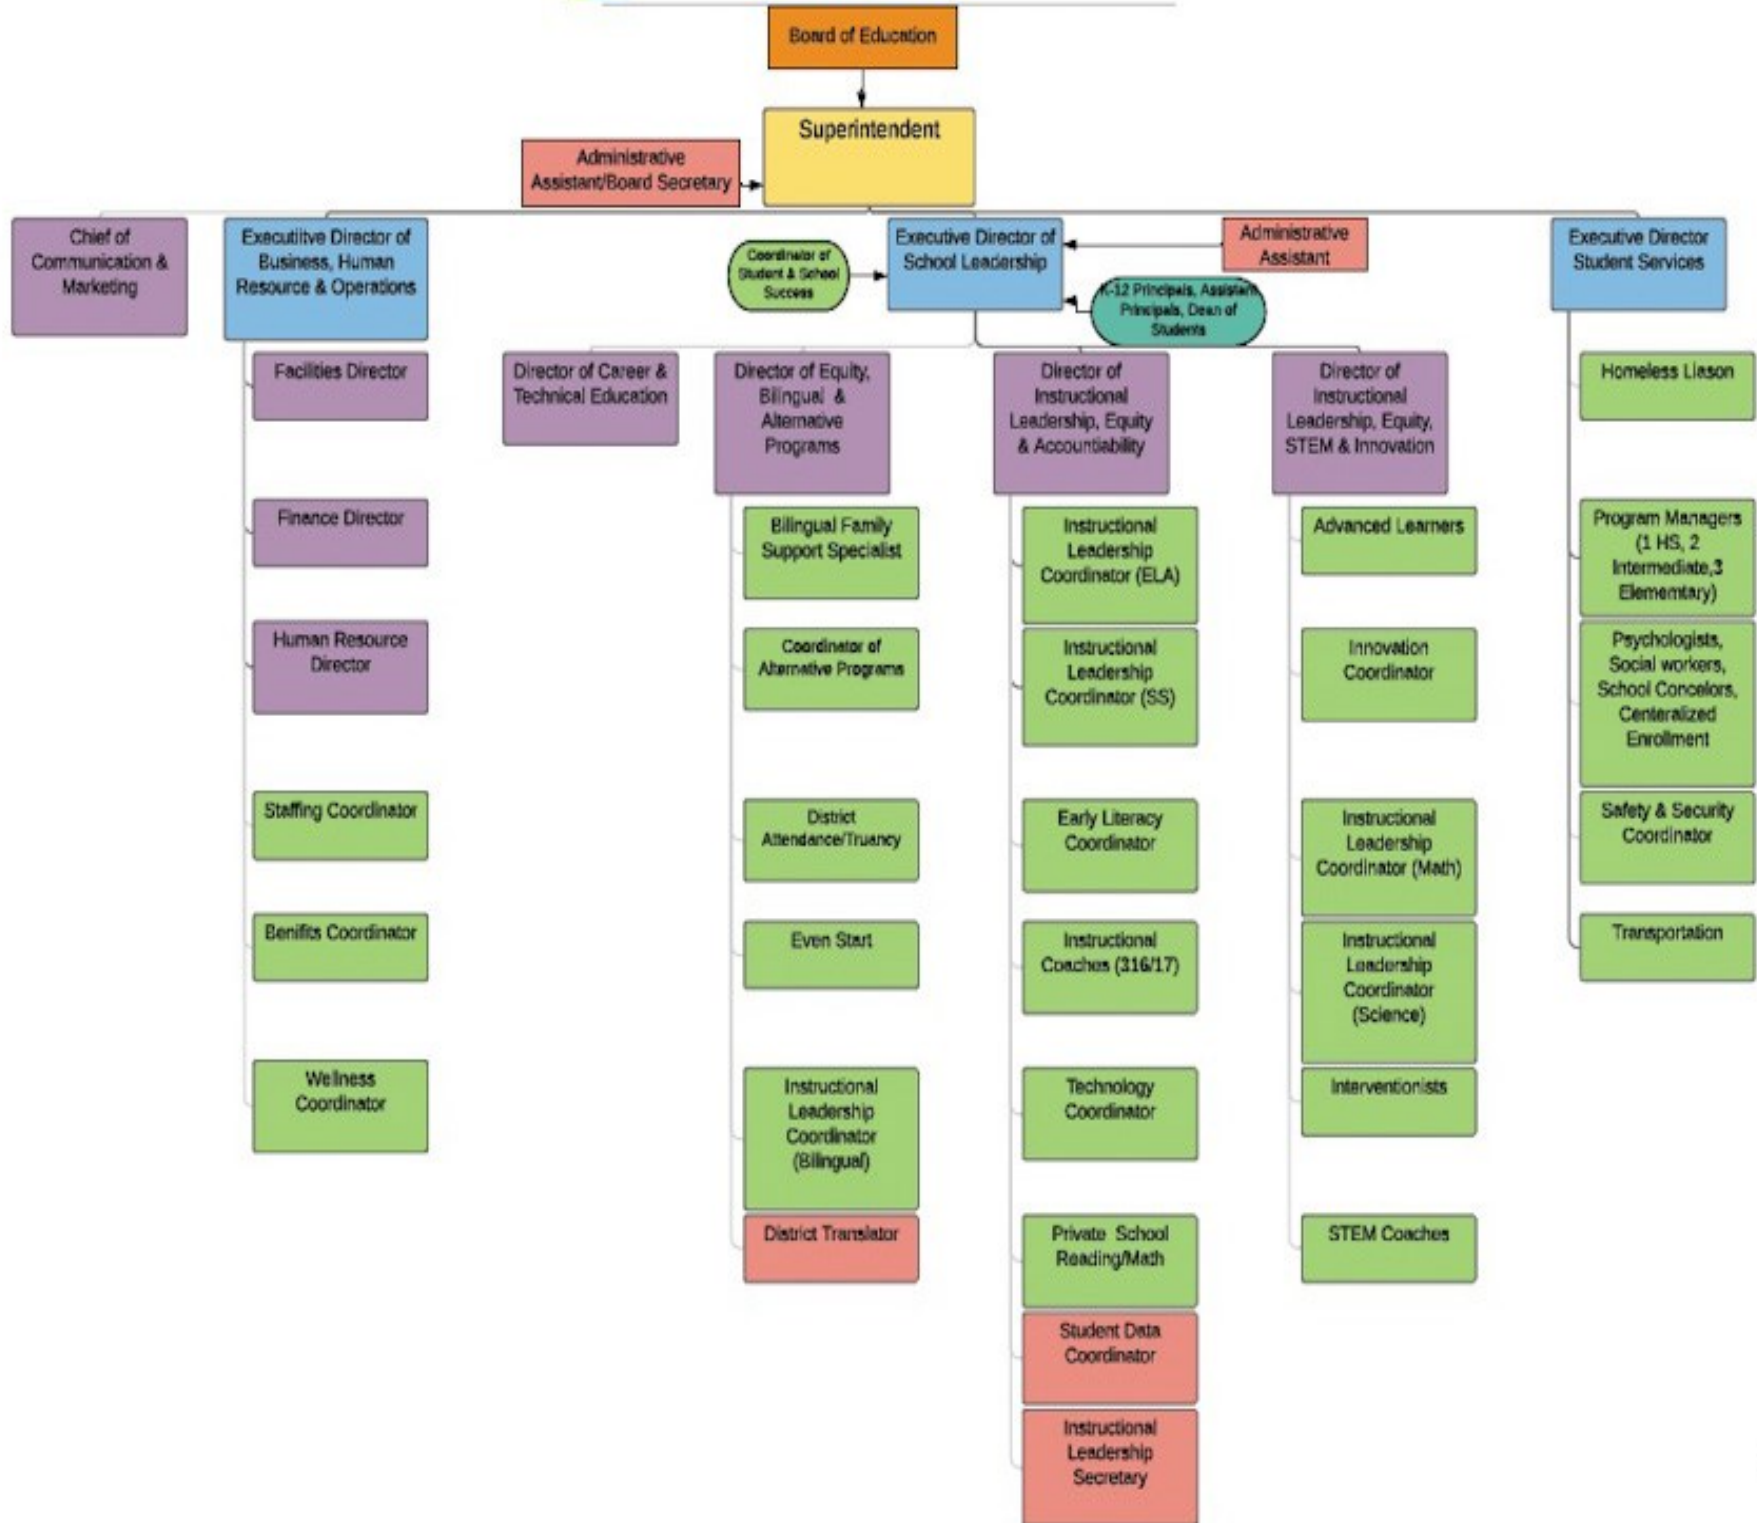 Board of Education
Superintendent
Administrative
Assistant/Board Secretary
Chief of
Communication &
Marketing
Executiitve Director of
Business, Human
Resource & Operations
Coordinator of
Student & School
Success
Executive Director of
School Leadership
Administrative
Assistant
K-12 Principals, Assistant
Principals, Dean of
Students
Executive Director
Student Services
Facilities Director
Finance Director
Human Resource
Director
Staffing Coordinator
Benifits Coordinator
Wellness
Coordinator
Director of Career &
Technical Education
Director of Equity,
Bilingual &
Alternative
Programs
Bilingual Family
Support Specialist
Coordinator of
Alternative Programs
District
Attendance/Truancy
Even Start
Instructional
Leadership
Coordinator
(Bilingual)
District Translator
Director of
Instructional
Leadership, Equity
& Accountiability
Instructional
Leadership
Coordinator (ELA)
Instructional
Leadership
Coordinator (SS)
Early Literacy
Coordinator
Instructional
Coaches (316/17)
Technology
Coordinator
Private School
Reading/Math
Student Data
Coordinator
Instructional
Leadership
Secretary
Director of
Instructional
Leadership, Equity,
STEM & Innovation
Advanced Learners
Innovation
Coordinator
Instructional
Leadership
Coordinator (Math)
Instructional
Leadership
Coordinator
(Science)
Interventionists
STEM Coaches
Homeless Liason
Program Managers
(1 HS, 2
Intermediate,3
Elememtary)
Psychologists,
Social workers,
School Concelors,
Centeralized
Enrollment
Safety & Security
Coordinator
Transportation